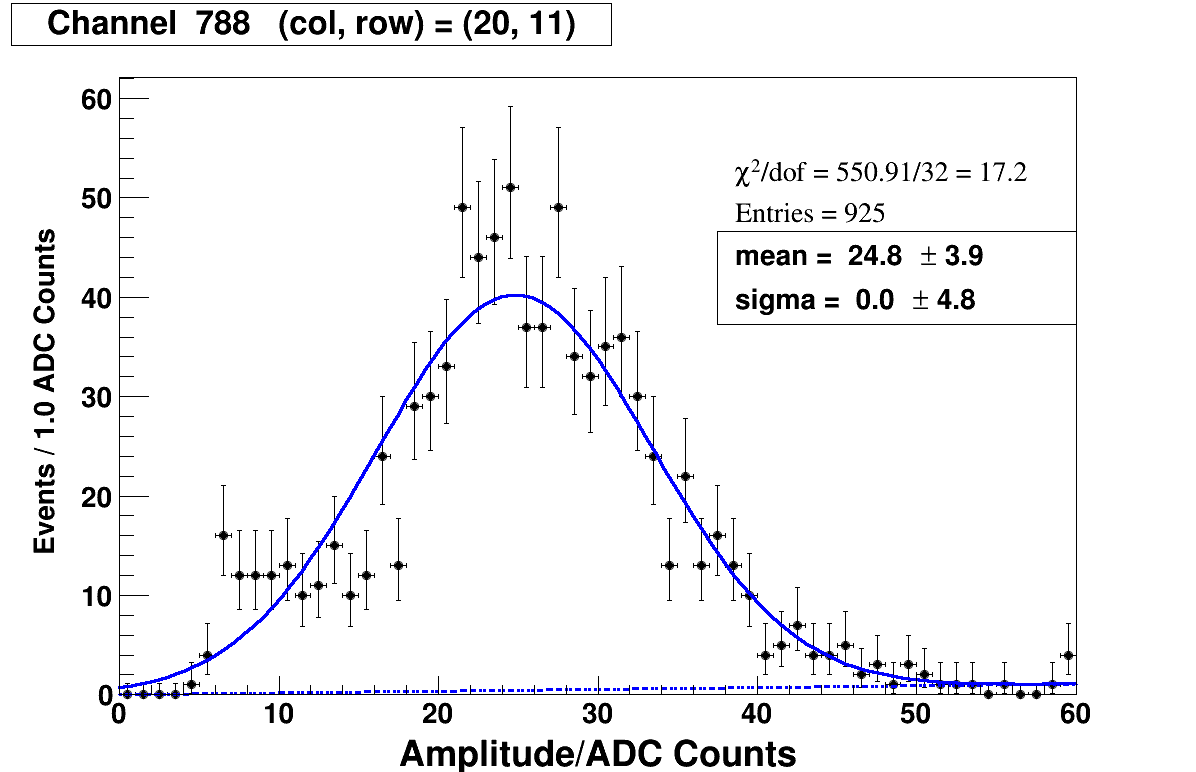 Channel 788 (col, row) = (20, 11)
60
50
40
30
20
10
0
Events / 1.0 ADC Counts
χ²/dof = 550.91/32 = 17.2
Entries = 925
mean = 24.8 ± 3.9
sigma = 0.0 ± 4.8
0 10 20 30 40 50 60
Amplitude/ADC Counts